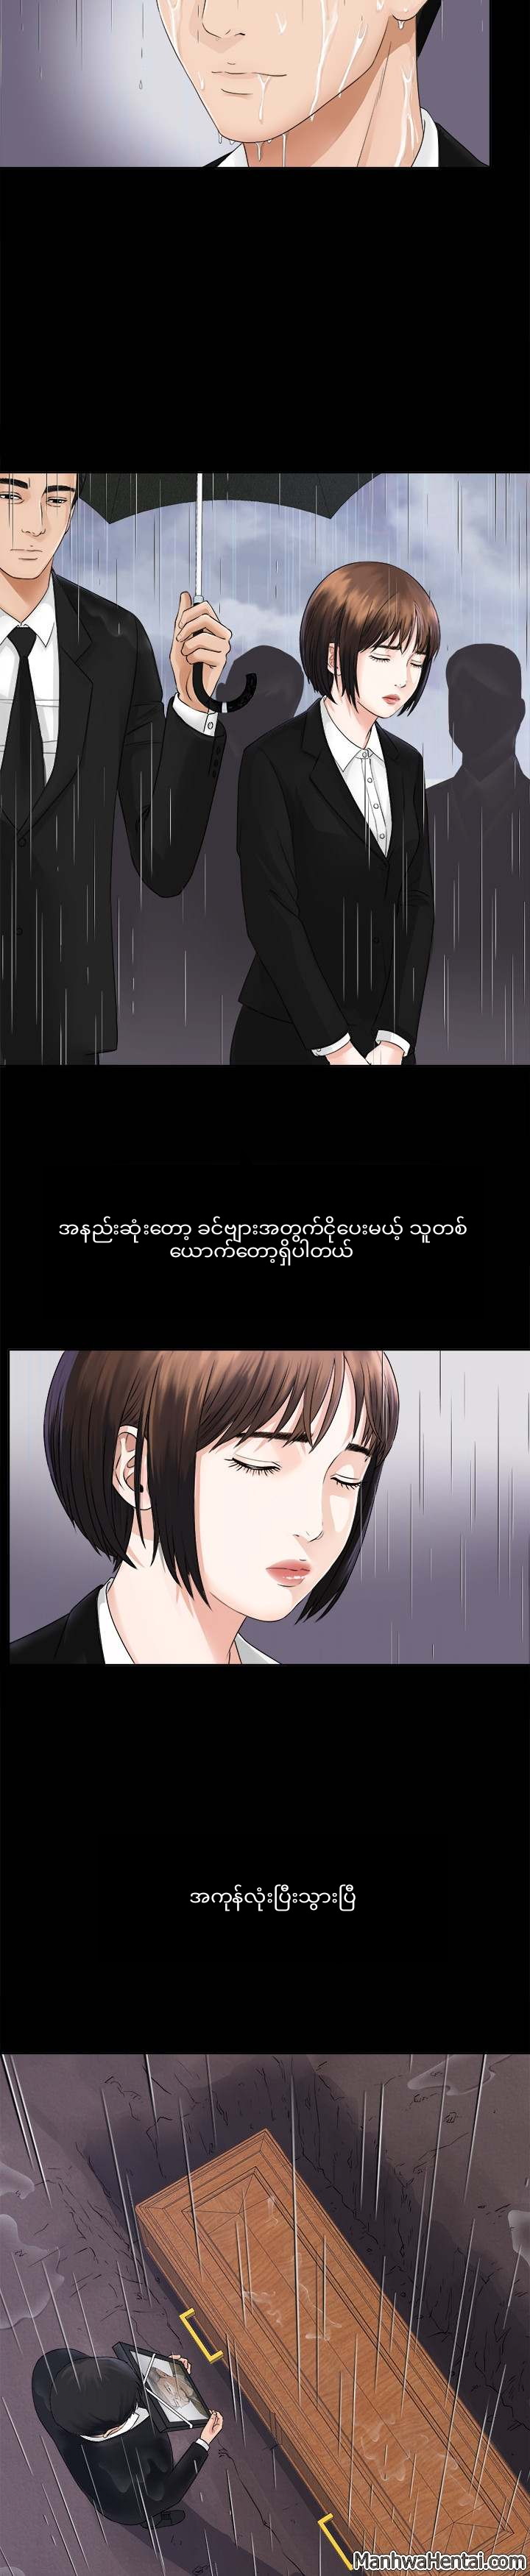 အနည်းဆုံးတော့ ခင်ဗျားအတွက်ငိုပေးမယ့် သူတစ်
ယောက်တော့ရှိပါတယ်
အကုန်လုံးပြီးသွားပြီ
ManhwaHentai.com